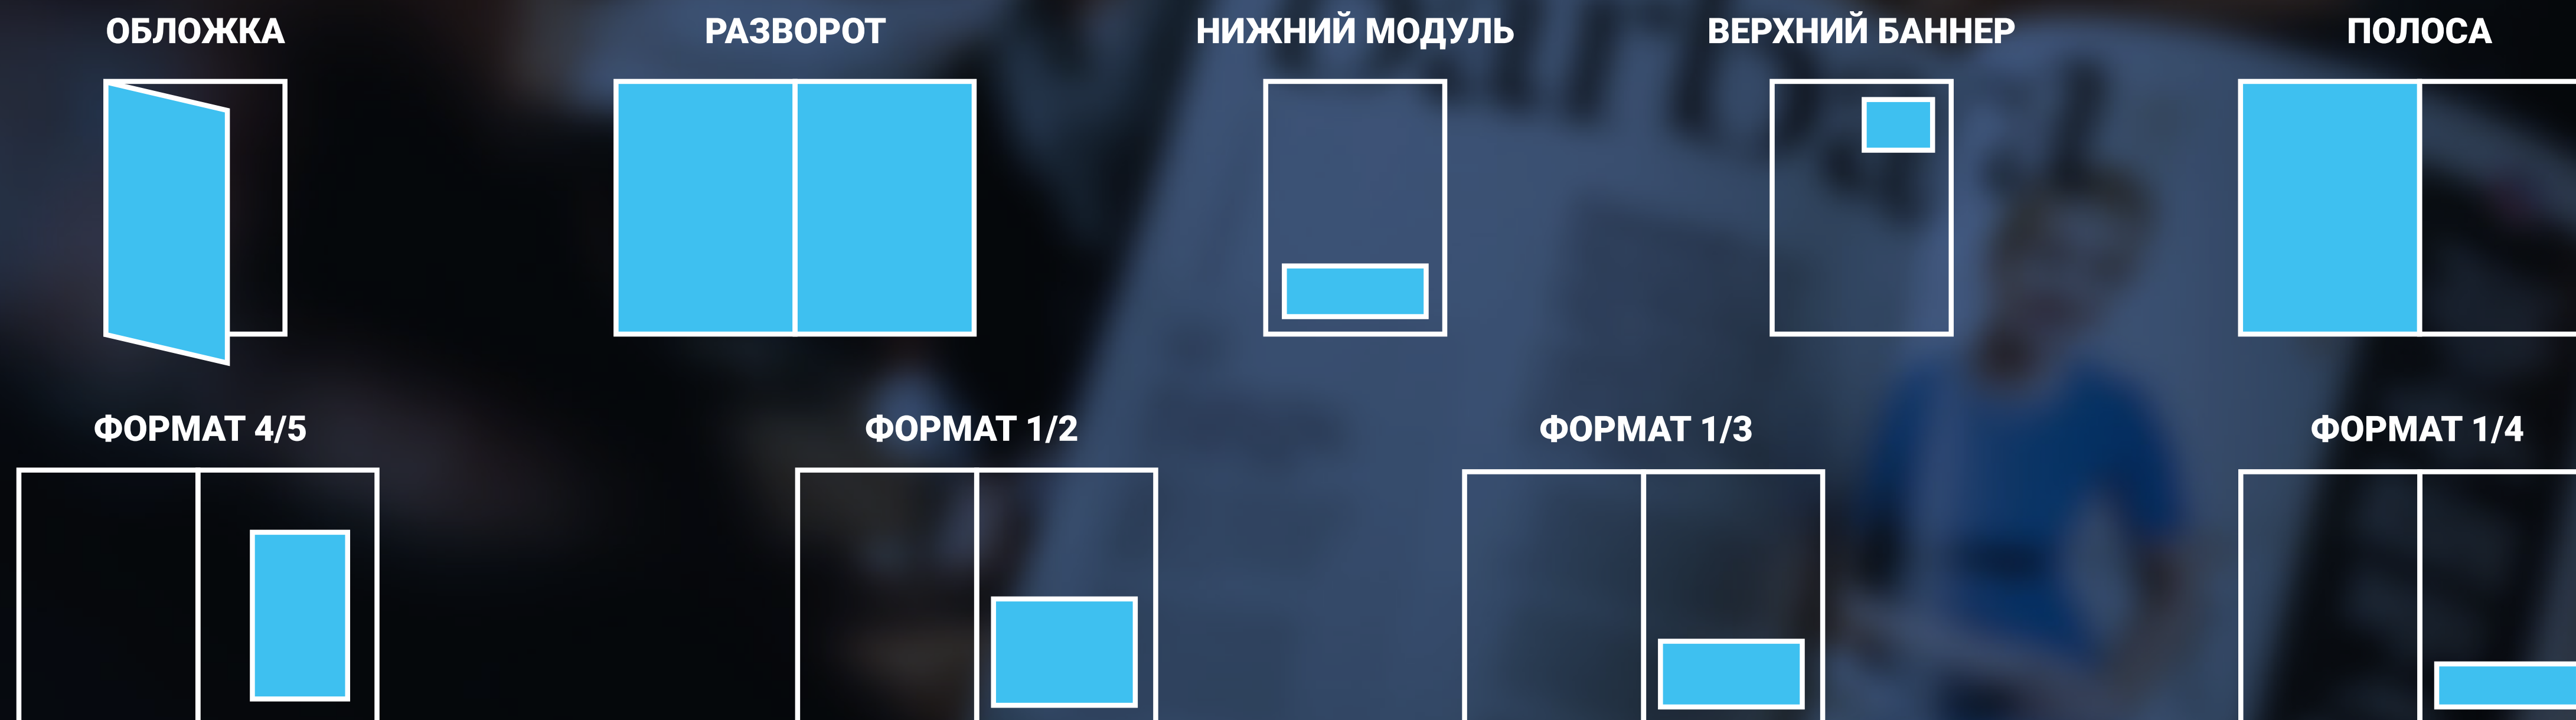 ОБЛОЖКА
РАЗВОРОТ
НИЖНИЙ МОДУЛЬ
ВЕРХНИЙ БАННЕР
ПОЛОСА
ФОРМАТ 4/5
ФОРМАТ 1/2
ФОРМАТ 1/3
ФОРМАТ 1/4